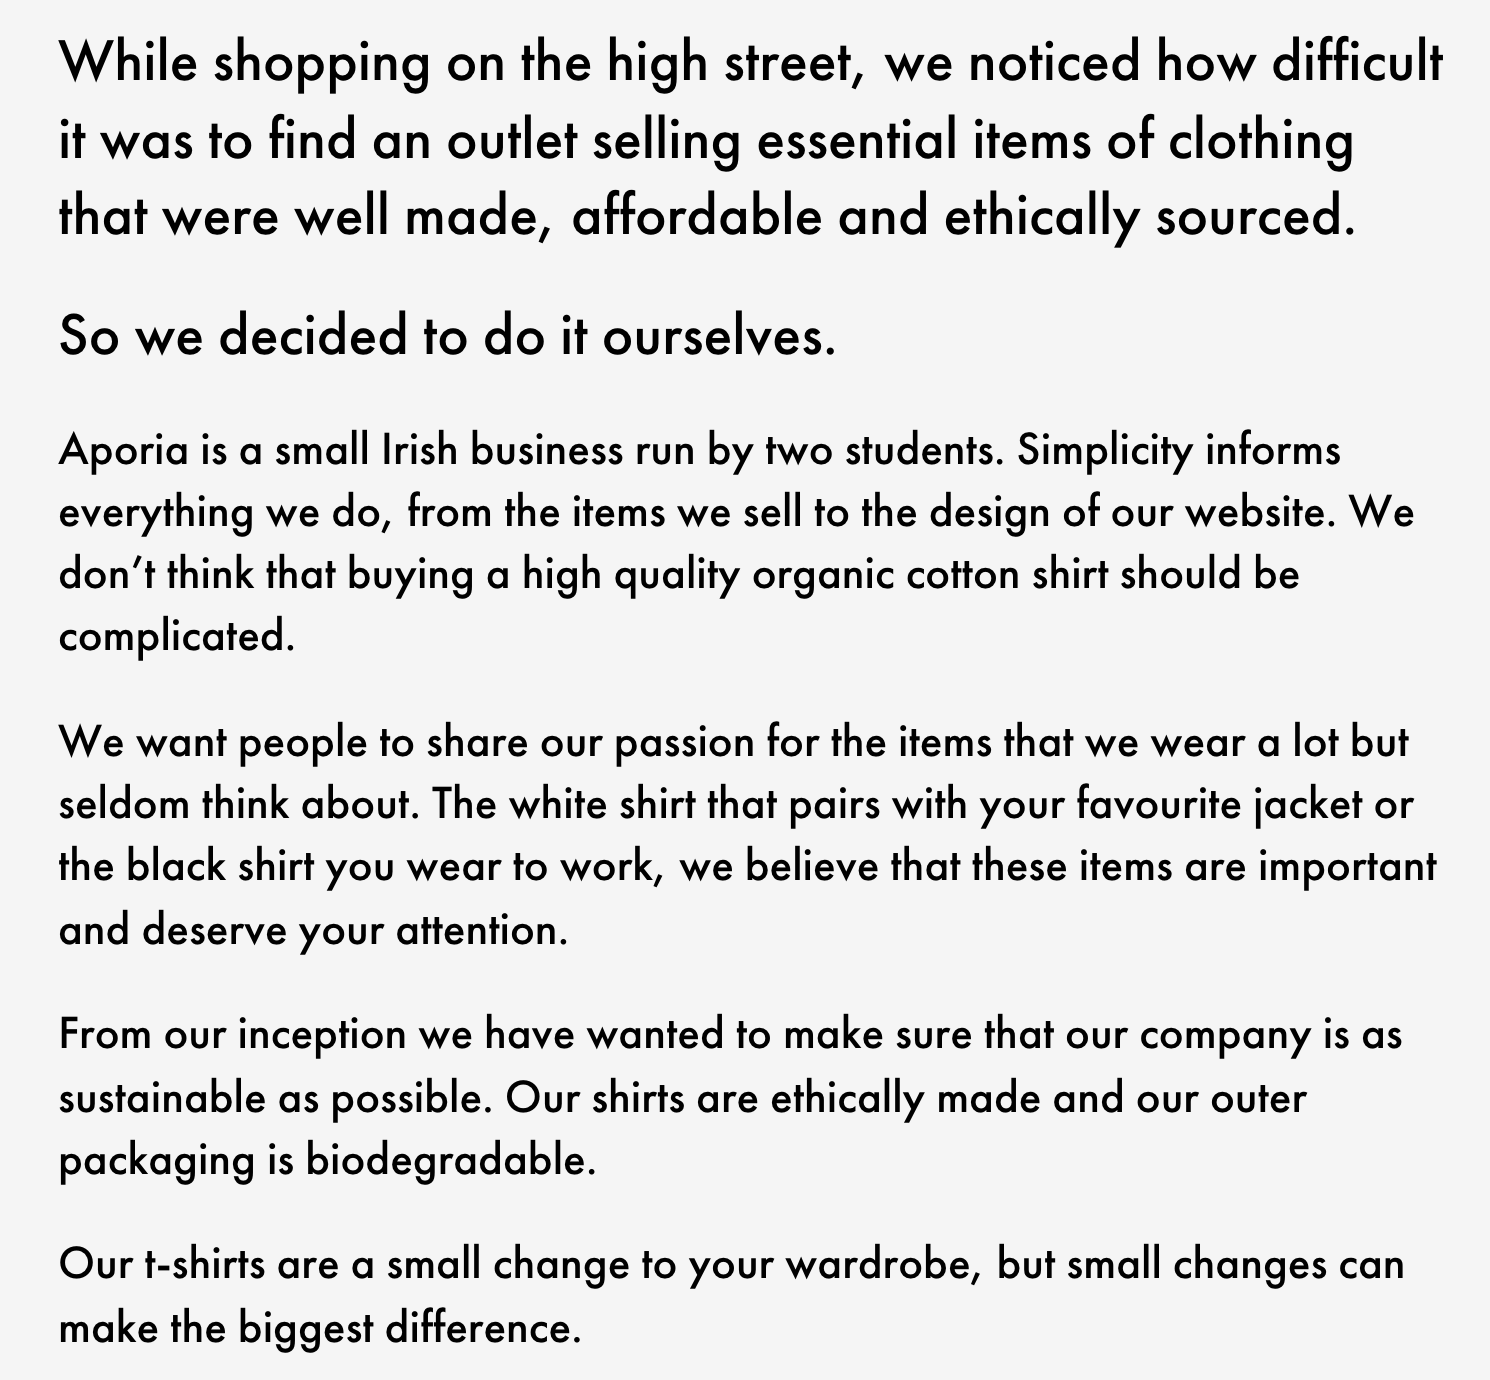 While shopping on the high street, we noticed how difficult
it was to find an outlet selling essential items of clothing
that were well made, affordable and ethically sourced.
So we decided to do it ourselves.
Aporia is a small Irish business run by two students. Simplicity informs
everything we do, from the items we sell to the design of our website. We
don’t think that buying a high quality organic cotton shirt should be
complicated.
We want people to share our passion for the items that we wear a lot but
seldom think about. The white shirt that pairs with your favourite jacket or
the black shirt you wear to work, we believe that these items are important
and deserve your attention.
From our inception we have wanted to make sure that our company is as
sustainable as possible. Our shirts are ethically made and our outer
packaging is biodegradable.
Our t-shirts are a small change to your wardrobe, but small changes can
make the biggest difference.